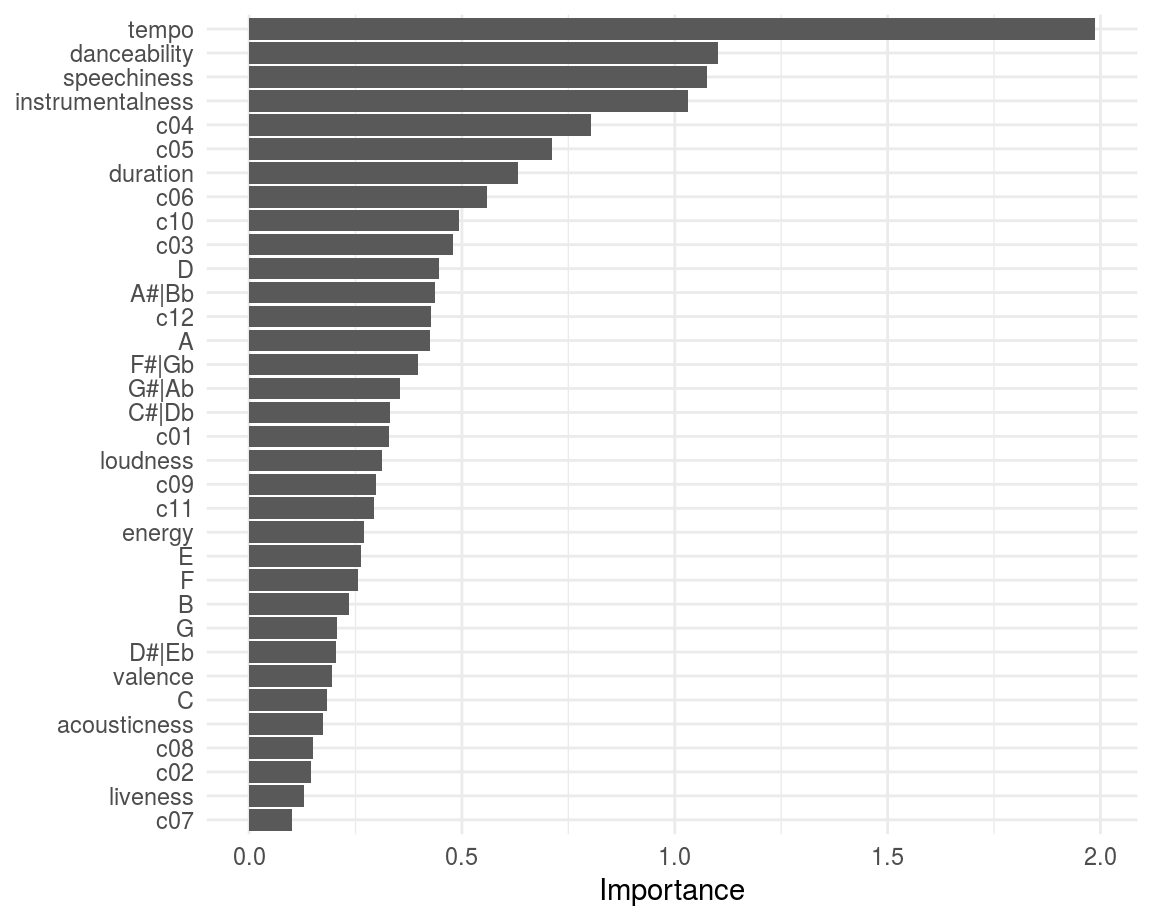 tempo
danceability
speechiness
instrumentalness
c04
c05
duration
c06
c10
c03
D
A#|Bb
c12
A
F#|Gb
G#|Ab
C#|Db
c01
loudness
c09
c11
energy
E
F
B
G
D#|Eb
valence
C
acousticness
c08
c02
liveness
c07
0.0 0.5 1.0 1.5 2.0
Importance